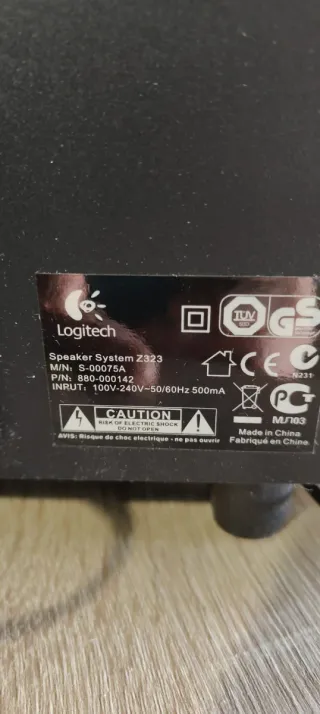 Logitech
Speaker System Z323
M/N: S-00075A
P/N: 880-000142
INPUT: 100V-240V~50/60Hz 500mA
TÜV
GS
CE
N231
МЛ03
CAUTION
RISK OF ELECTRIC SHOCK
DO NOT OPEN
AVIS: Risque de choc electrique - ne pas ouvrir
Made in China
Fabriqué en Chine